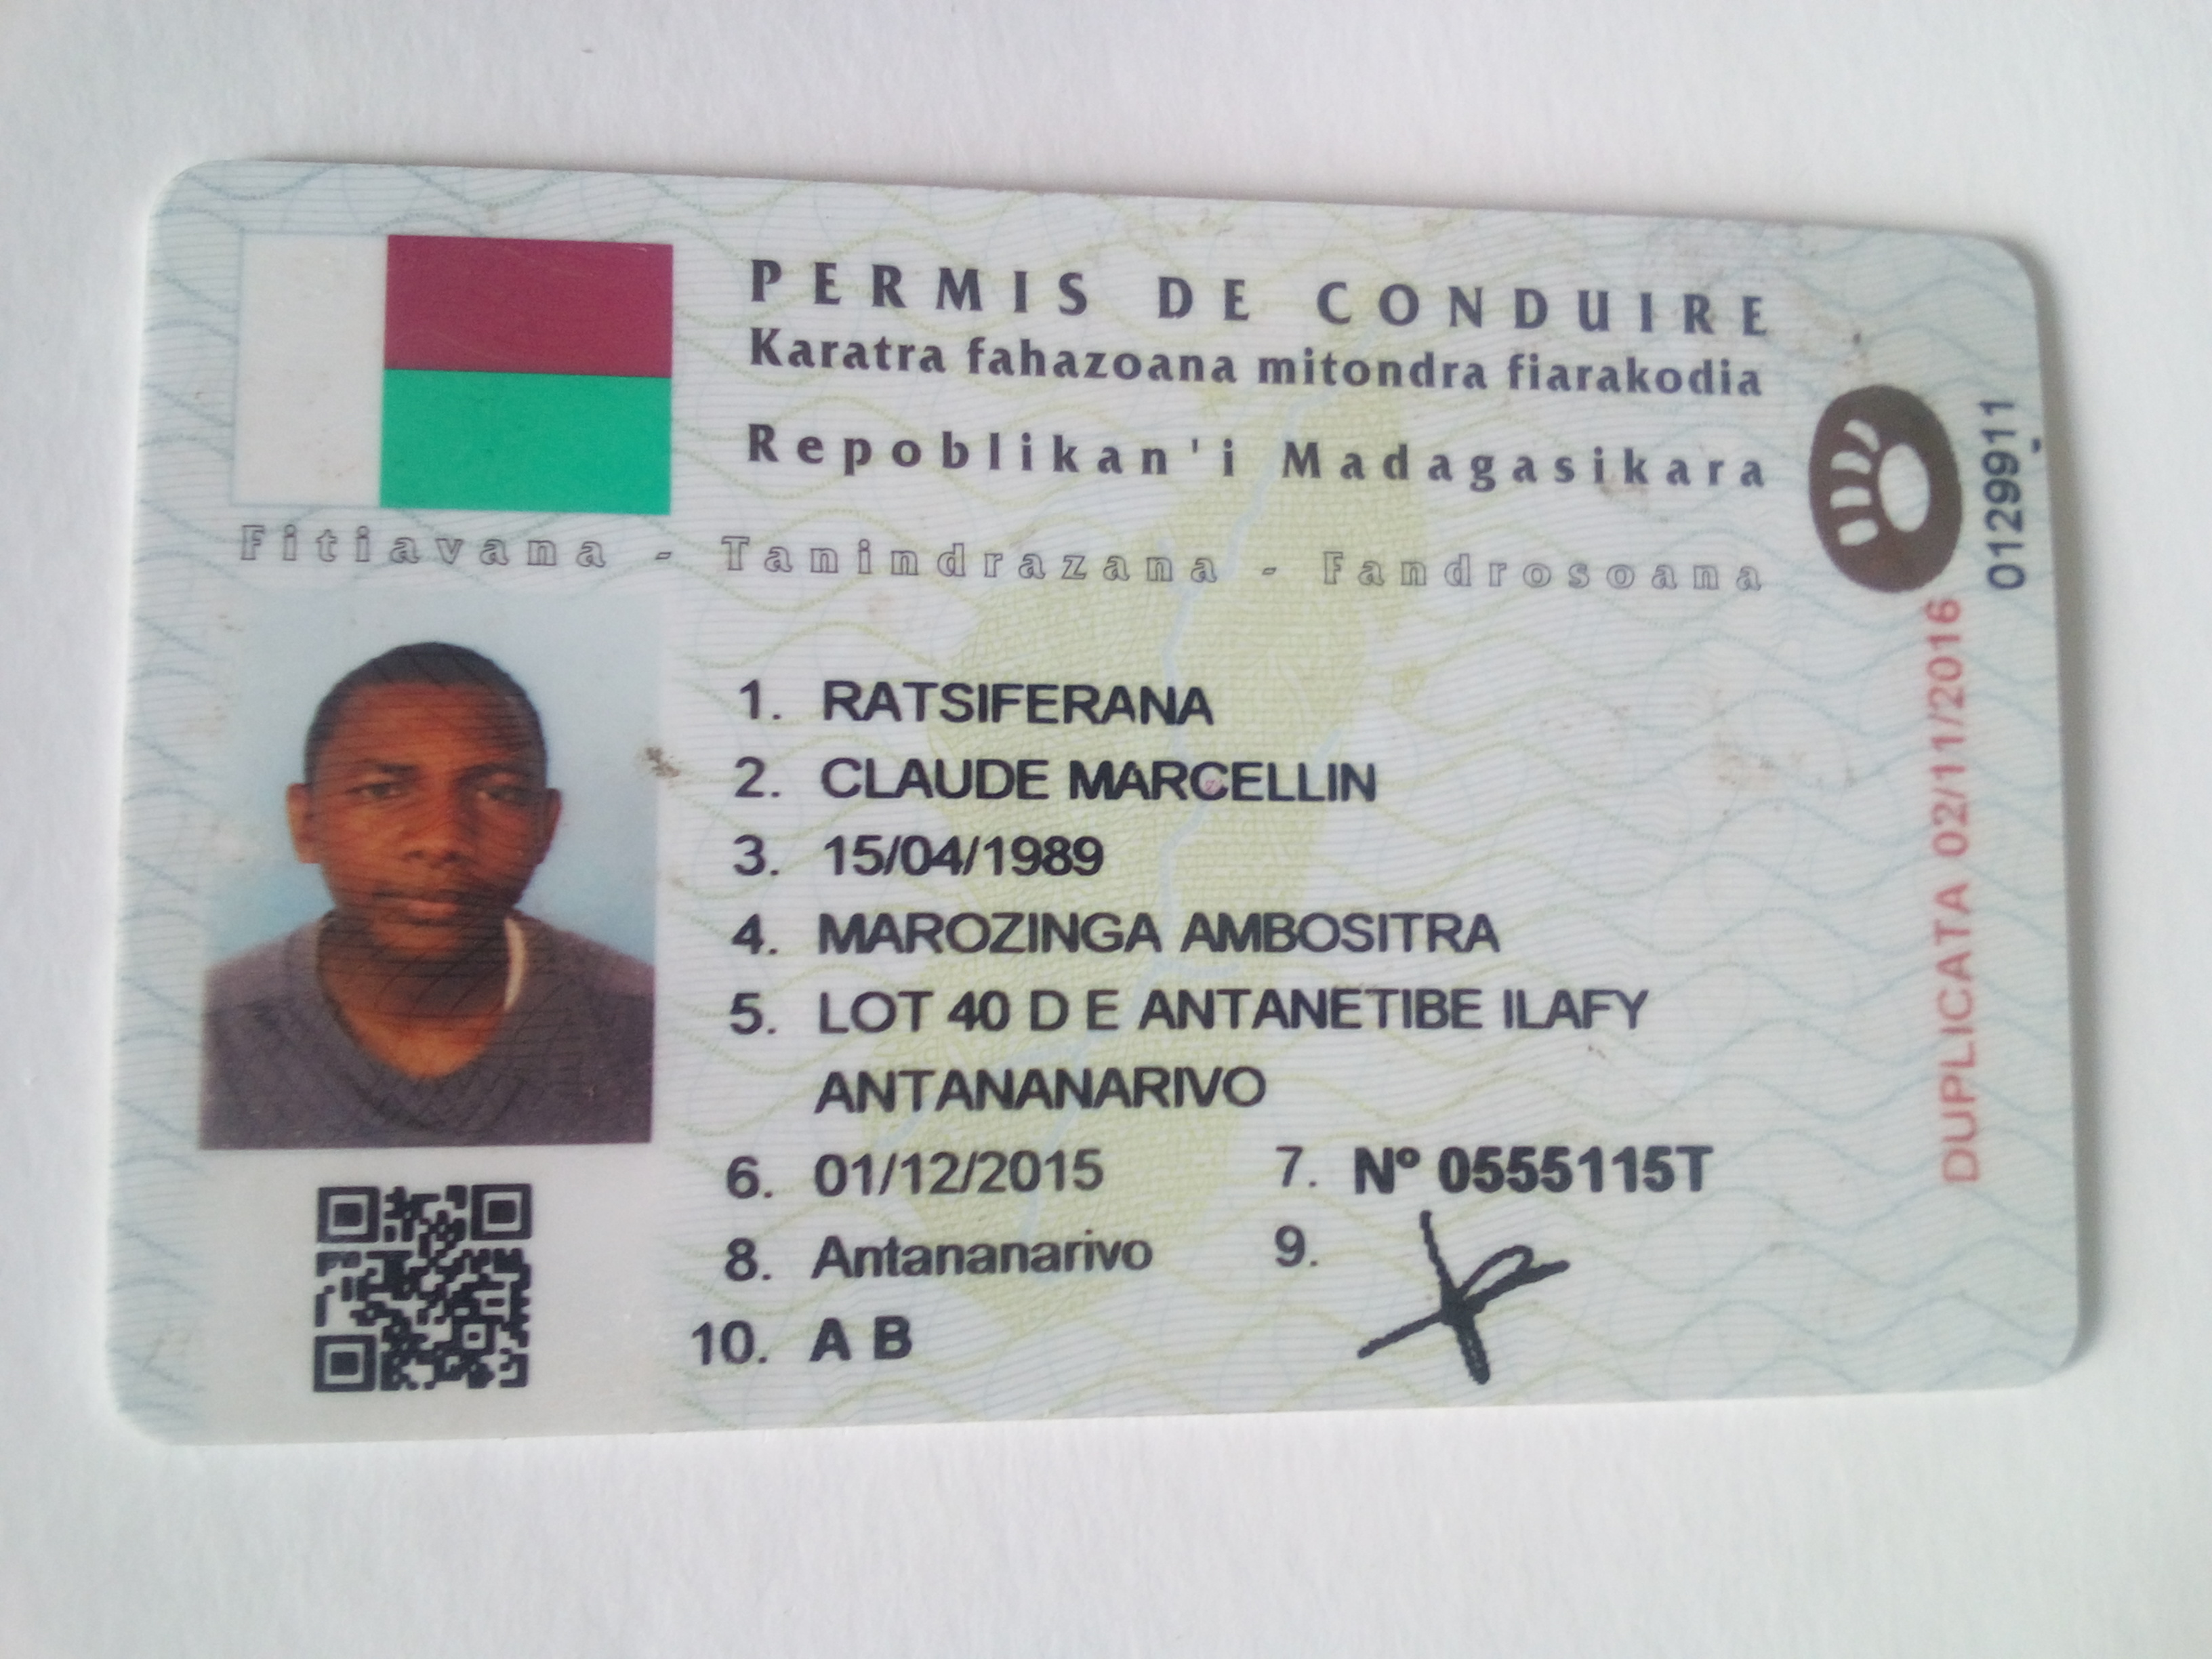 PERMIS DE CONDUIRE
Karatra fahazoana mitondra fiarakodia
Repoblikan'i Madagasikara
Fitiavana - Tanindrazana - Fandrosoana
1. RATSIFERANA
2. CLAUDE MARCELLIN
3. 15/04/1989
4. MAROZINGA AMBOSITRA
5. LOT 40 D E ANTANETIBE ILAFY
ANTANANARIVO
6. 01/12/2015 7. Nº 0555115T
8. Antananarivo 9.
10. A B
01299911
DUPLICATA 02/11/2016